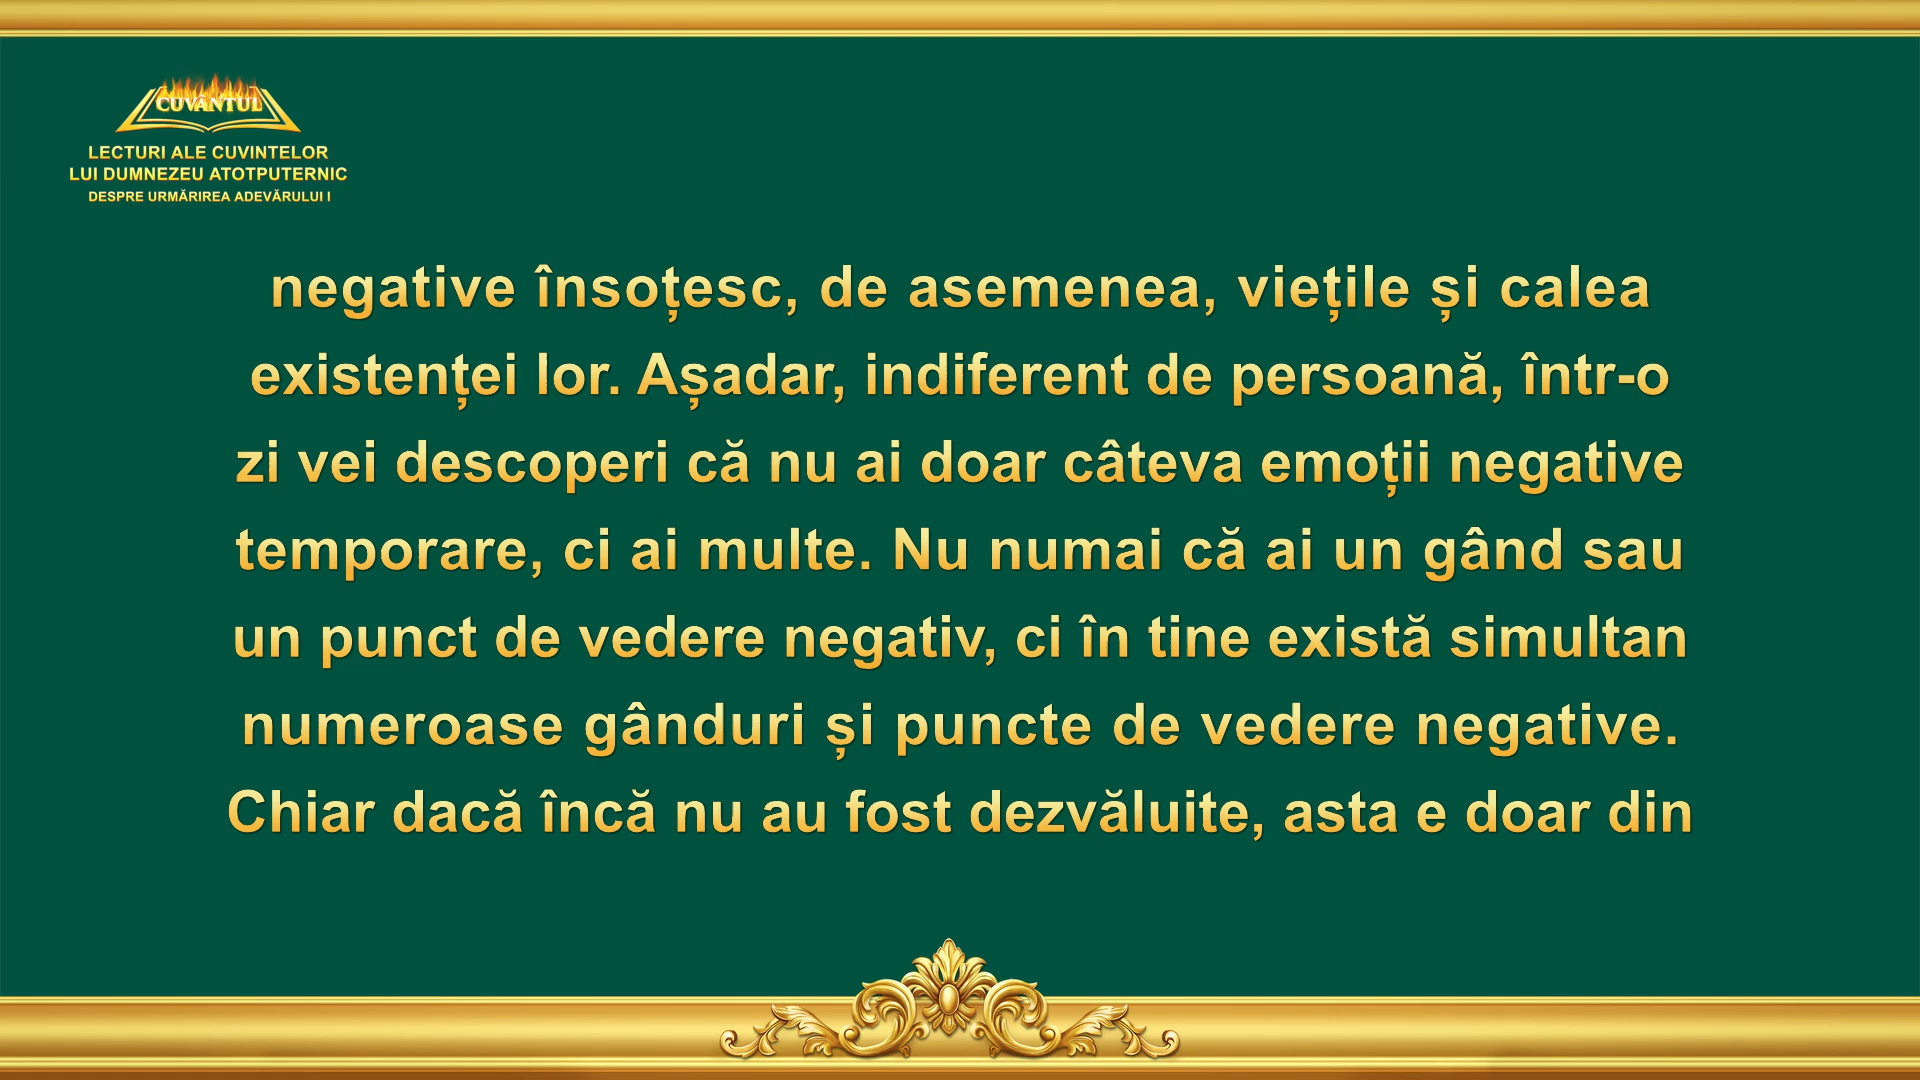 CUVÂNTUL
LECTURI ALE CUVINTELOR
LUI DUMNEZEU ATOTPUTERNIC
DESPRE URMĂRIREA ADEVĂRULUI I
negative însoțesc, de asemenea, viețile și calea
existenței lor. Așadar, indiferent de persoană, într-o
zi vei descoperi că nu ai doar câteva emoții negative
temporare, ci ai multe. Nu numai că ai un gând sau
un punct de vedere negativ, ci în tine există simultan
numeroase gânduri și puncte de vedere negative.
Chiar dacă încă nu au fost dezvăluite, asta e doar din